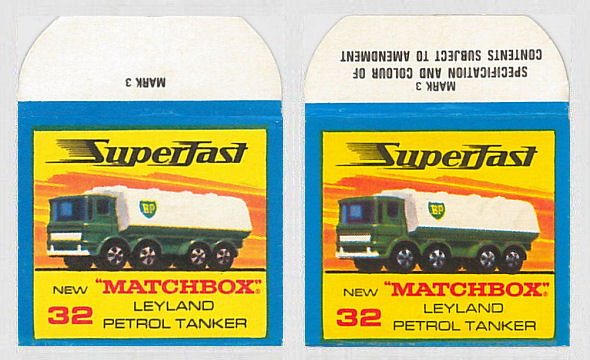 MARK 3
SUPERFAST
BP
NEW "MATCHBOX"®
32 LEYLAND
PETROL TANKER
SPECIFICATION AND COLOUR OF
CONTENTS SUBJECT TO AMENDMENT
MARK 3
SUPERFAST
BP
NEW "MATCHBOX"®
32 LEYLAND
PETROL TANKER